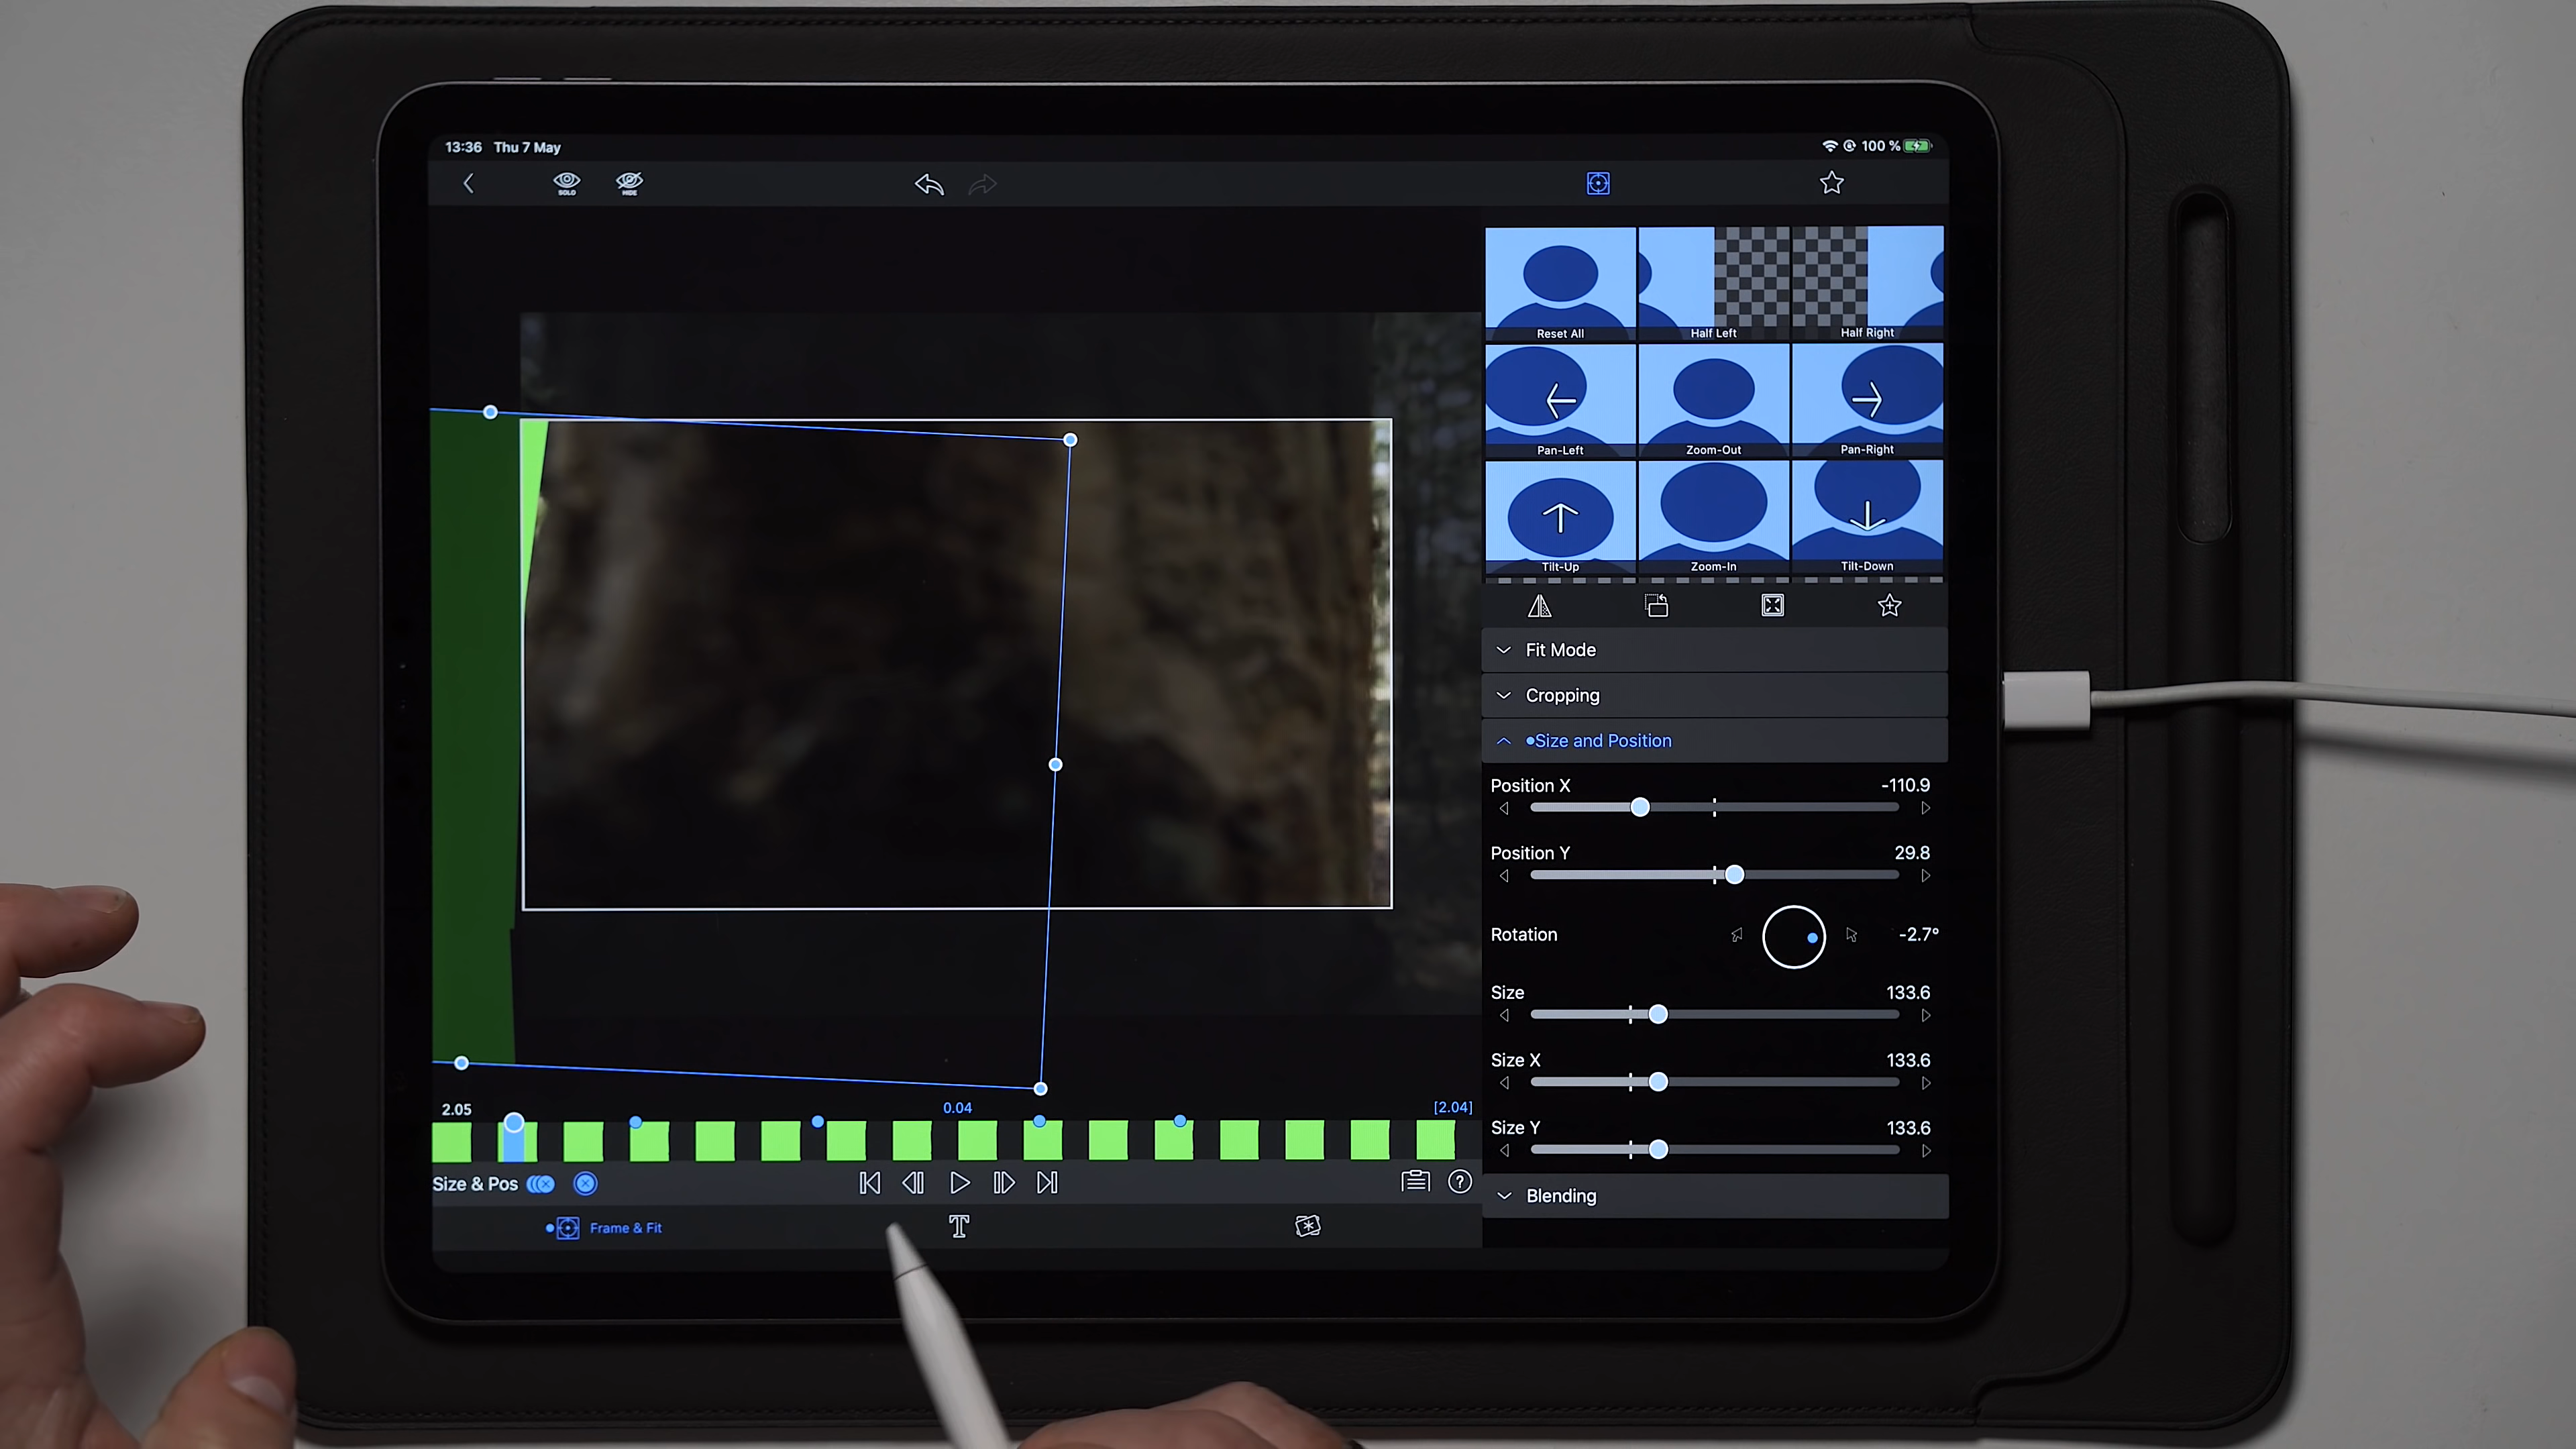 13:36 Thu 7 May
100 %
SOLO
HIDE
Reset All
Half Left
Half Right
Pan-Left
Zoom-Out
Pan-Right
Tilt-Up
Zoom-In
Tilt-Down
Fit Mode
Cropping
Size and Position
Position X
-110.9
Position Y
29.8
Rotation
-2.7°
Size
133.6
Size X
133.6
Size Y
133.6
Blending
2.05
0.04
[2.04]
Size & Pos
Frame & Fit